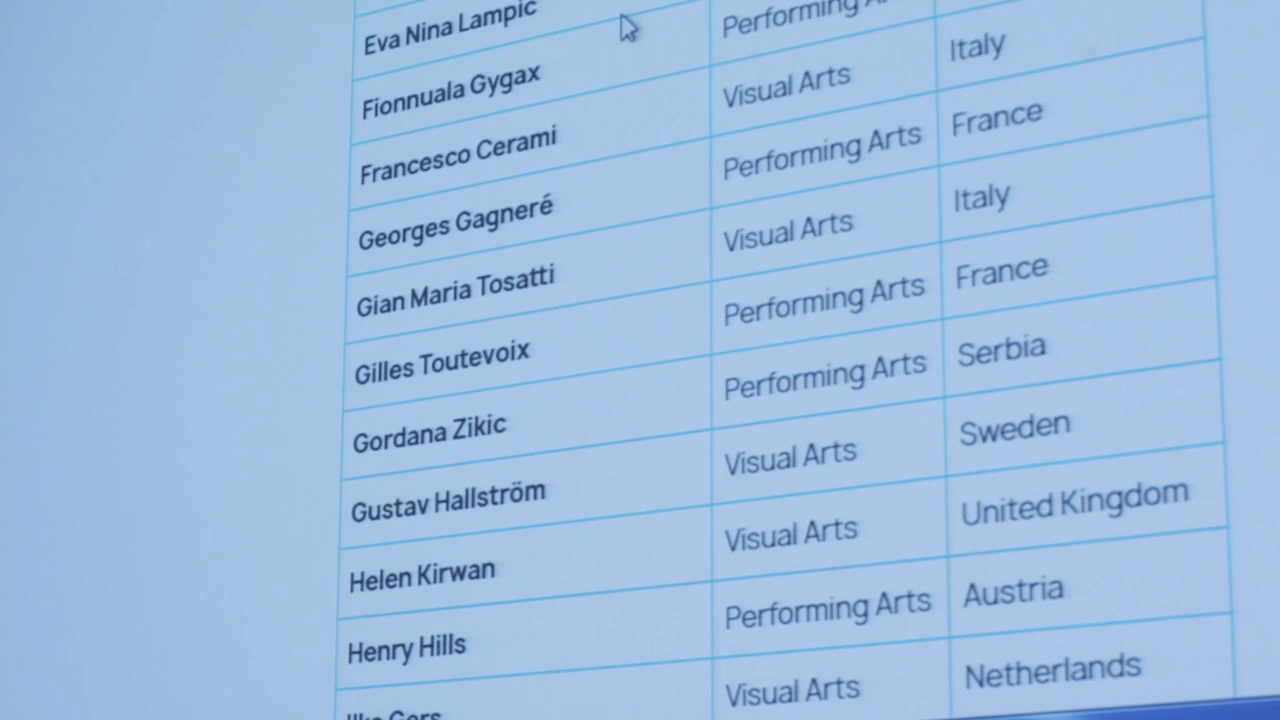 Eva Nina Lampic
Fionnuala Gygax Performing
Francesco Cerami Visual Arts Italy
Georges Gagneré Performing Arts France
Gian Maria Tosatti Visual Arts Italy
Gilles Toutevoix Performing Arts France
Gordana Zikic Performing Arts Serbia
Gustav Hallström Visual Arts Sweden
Helen Kirwan Visual Arts United Kingdom
Henry Hills Performing Arts Austria
Visual Arts Netherlands